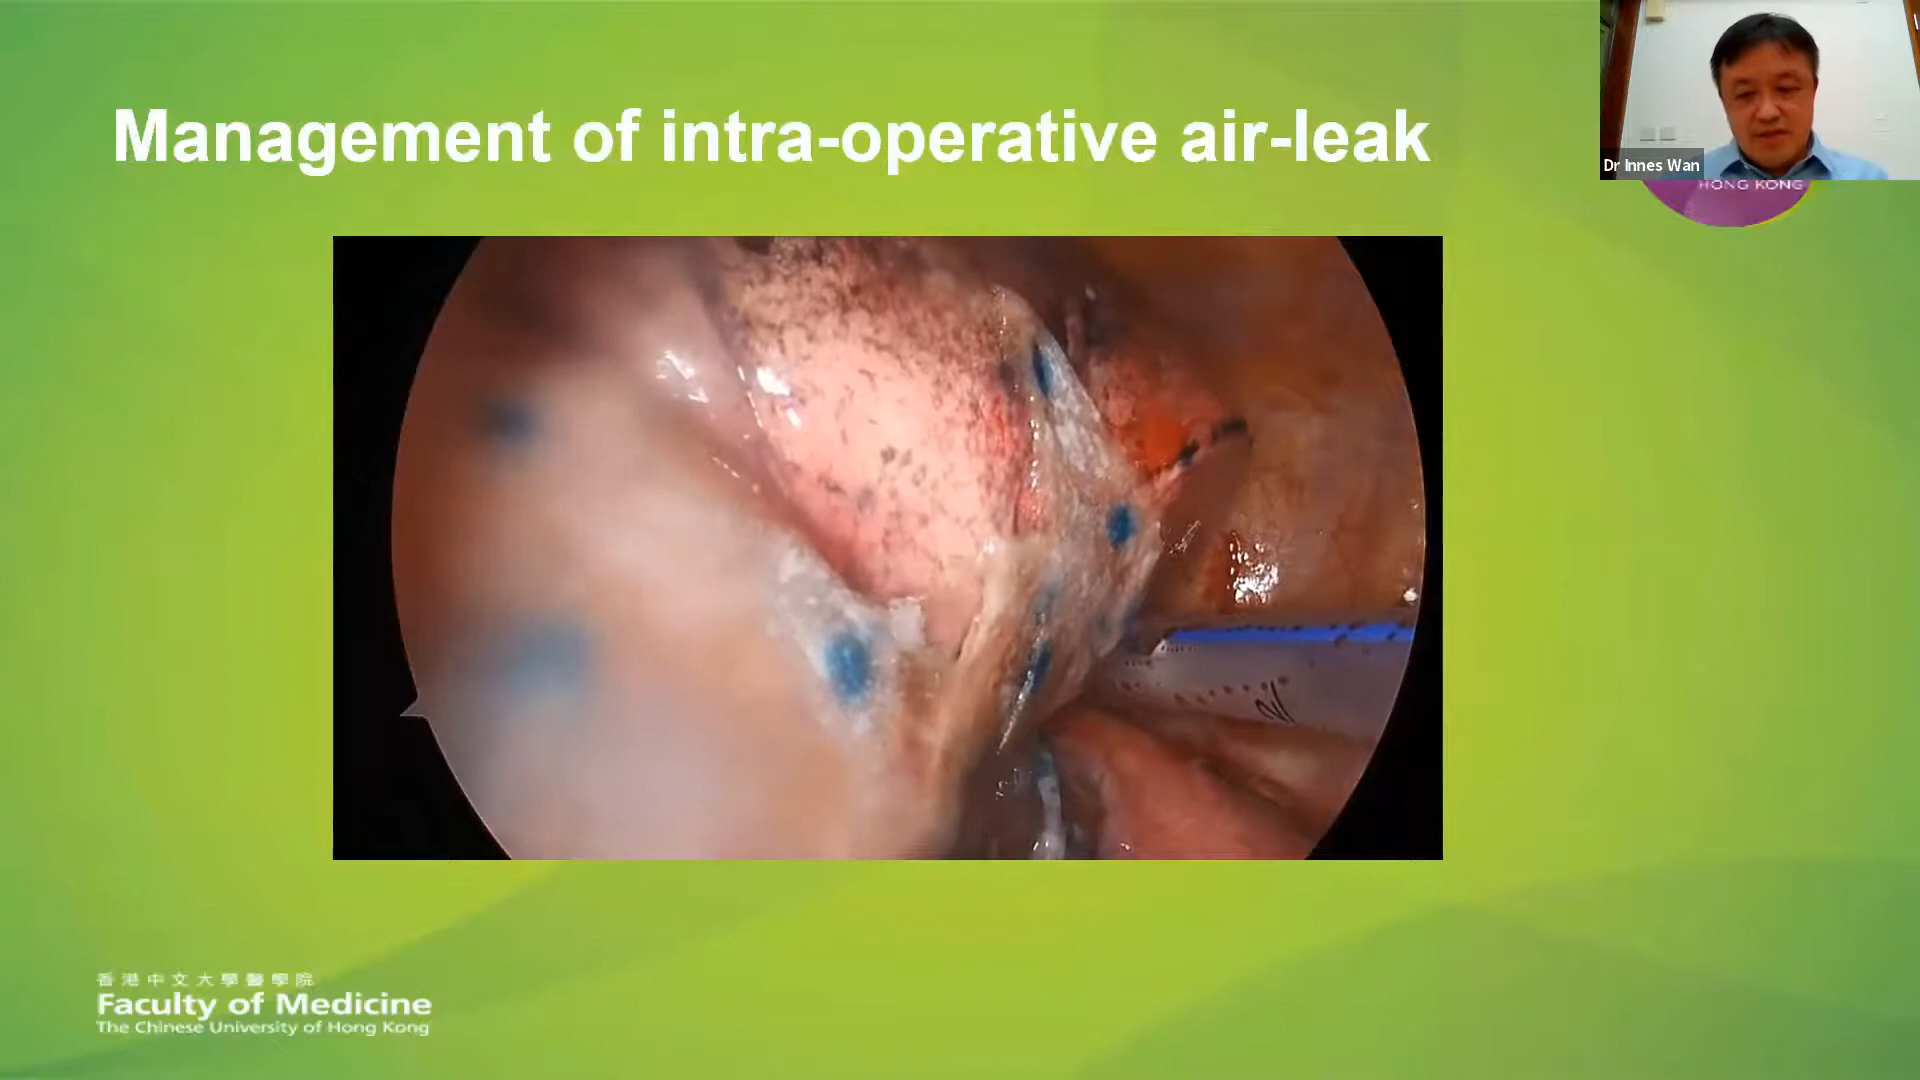 Management of intra-operative air-leak
Dr Innes Wan
HONG KONG
香港中文大學醫學院
Faculty of Medicine
The Chinese University of Hong Kong